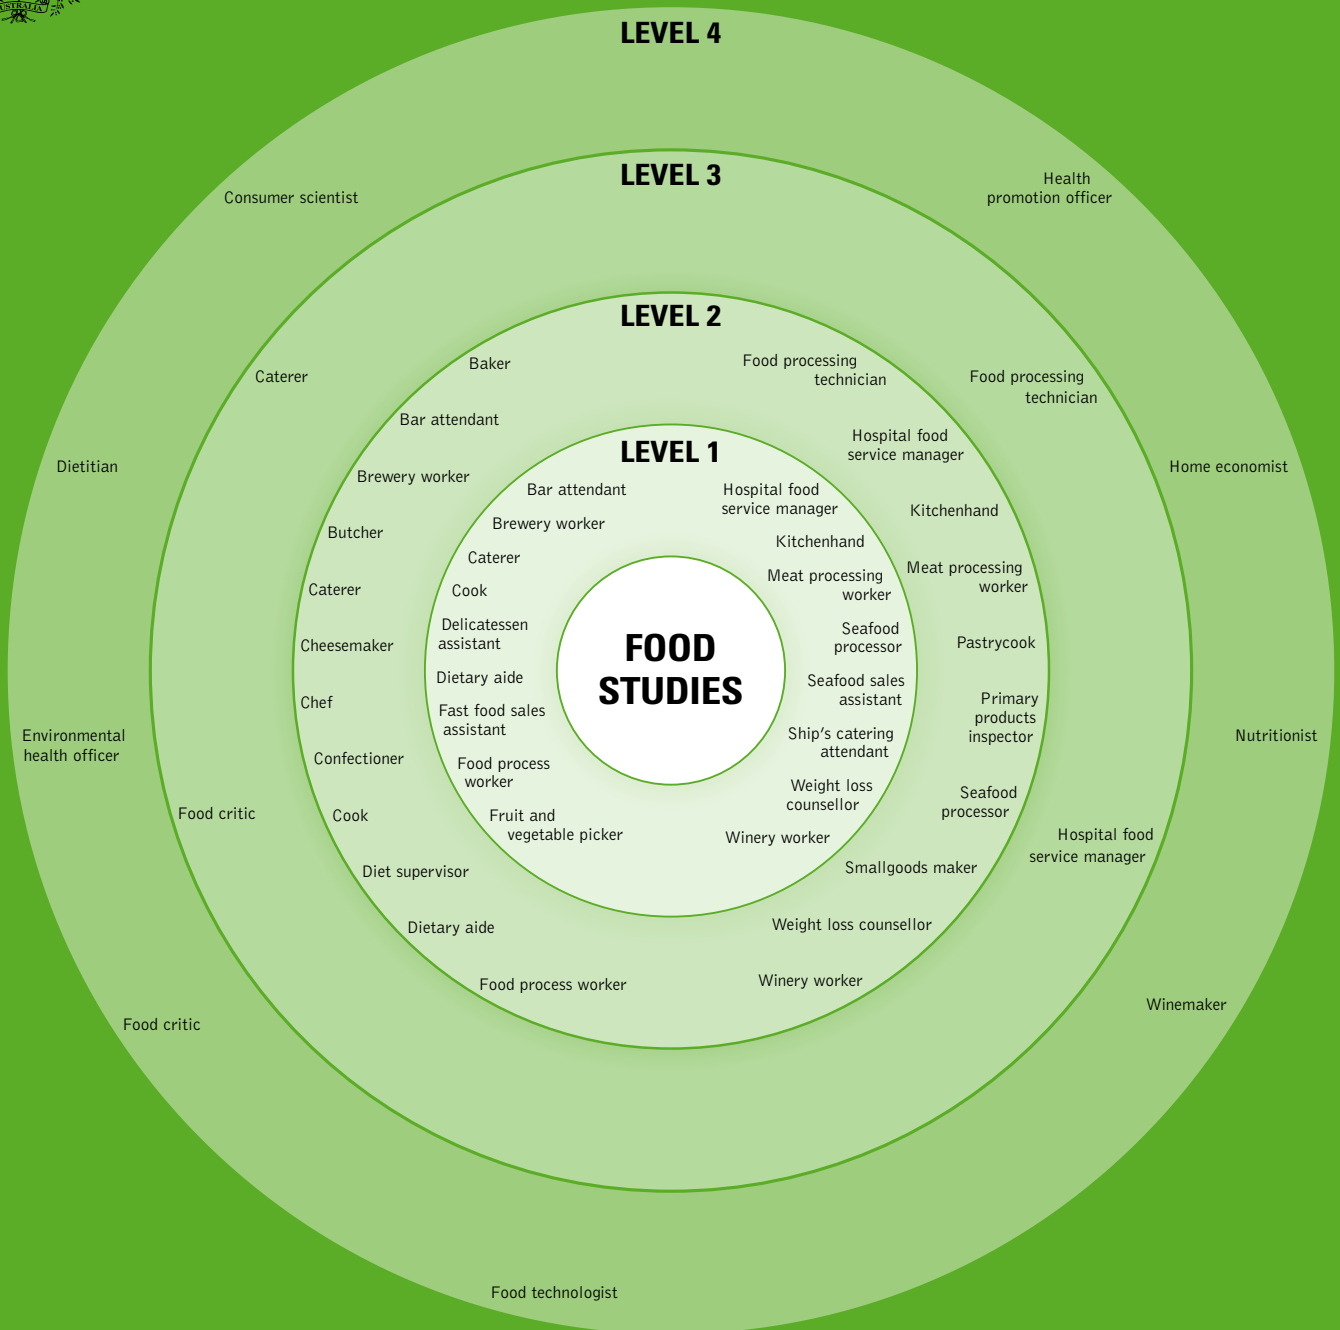 USTRALIA
LEVEL 4
Consumer scientist
Dietitian
Environmental
health officer
Food critic
Food technologist
Health
promotion officer
Home economist
Nutritionist
Winemaker
LEVEL 3
Caterer
Food critic
Food processing
technician
Hospital food
service manager
LEVEL 2
Baker
Bar attendant
Brewery worker
Butcher
Caterer
Cheesemaker
Chef
Confectioner
Cook
Diet supervisor
Dietary aide
Food process worker
Food processing
technician
Hospital food
service manager
Kitchenhand
Meat processing
worker
Pastrycook
Primary
products
inspector
Seafood
processor
Smallgoods maker
Weight loss counsellor
Winery worker
LEVEL 1
Bar attendant
Brewery worker
Caterer
Cook
Delicatessen
assistant
Dietary aide
Fast food sales
assistant
Food process
worker
Fruit and
vegetable picker
Hospital food
service manager
Kitchenhand
Meat processing
worker
Seafood
processor
Seafood sales
assistant
Ship's catering
attendant
Weight loss
counsellor
Winery worker
FOOD
STUDIES